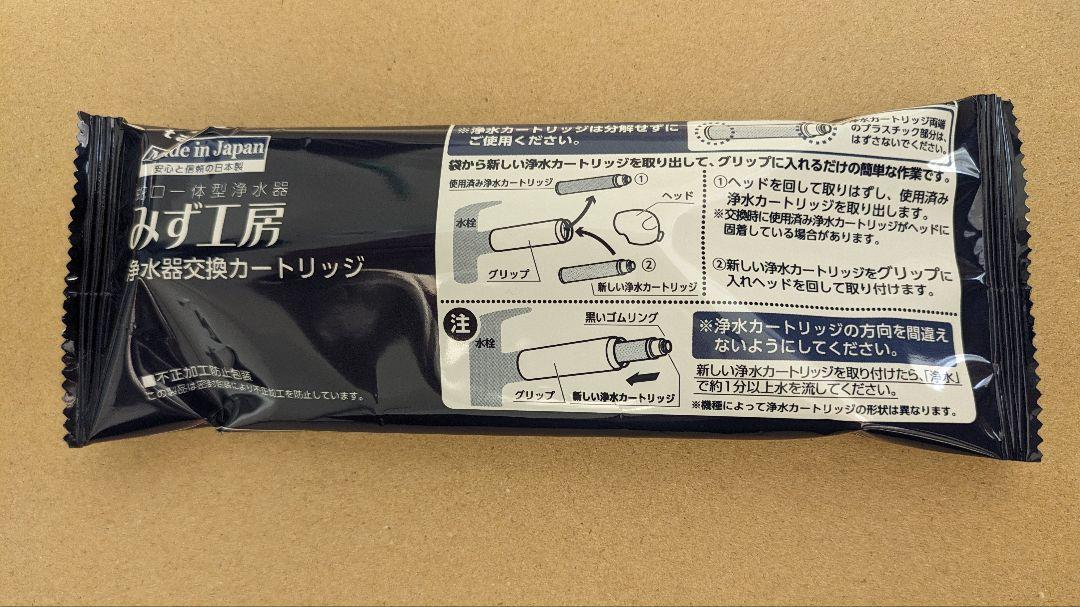 Made in Japan
安心と信頼の日本製
蛇口一体型浄水器
みず工房
浄水器交換カートリッジ
■不正加工防止包装
この製品は密封包装により不正加工を防止しています。
※浄水カートリッジは分解せずに
ご使用ください。
浄水カートリッジ両端
のプラスチック部分は、
はずさないでください。
袋から新しい浄水カートリッジを取り出して、グリップに入れるだけの簡単な作業です。
使用済み浄水カートリッジ
①
ヘッド
水栓
グリップ
②
新しい浄水カートリッジ
①ヘッドを回して取りはずし、使用済み
浄水カートリッジを取り出します。
※交換時に使用済み浄水カートリッジがヘッドに
固着している場合があります。
②新しい浄水カートリッジをグリップに
入れヘッドを回して取り付けます。
注
水栓
黒いゴムリング
グリップ
新しい浄水カートリッジ
※浄水カートリッジの方向を間違え
ないようにしてください。
新しい浄水カートリッジを取り付けたら、「浄水」
で約1分以上水を流してください。
※機種によって浄水カートリッジの形状は異なります。